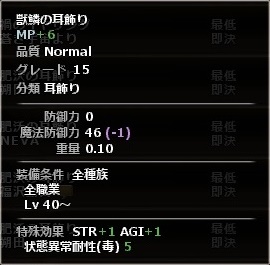 獣鱗の耳飾り
MP+6
品質 Normal
グレード 15
分類 耳飾り
防御力 0
魔法防御力 46 (-1)
重量 0.10
装備条件 全種族
全職業
Lv 40～
特殊効果 STR+1 AGI+1
状態異常耐性(毒) 5